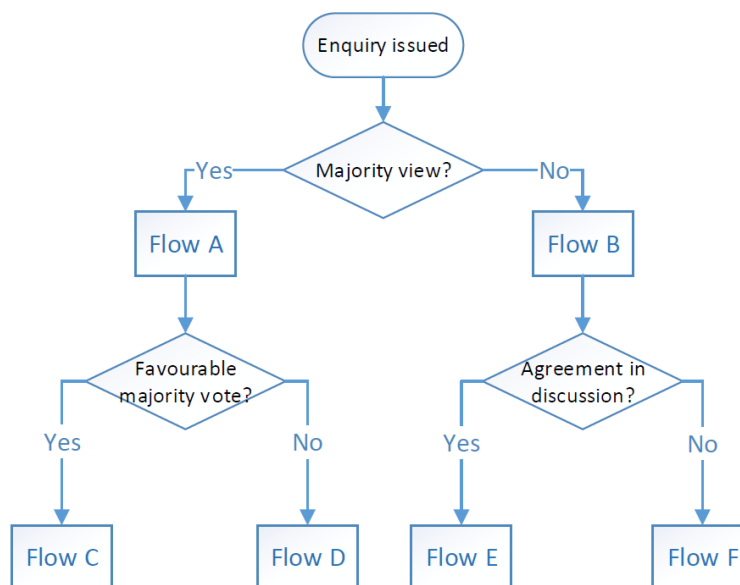 Enquiry issued
Majority view?
Yes
No
Flow A
Flow B
Favourable
majority vote?
Agreement in
discussion?
Yes
No
Yes
No
Flow C
Flow D
Flow E
Flow F